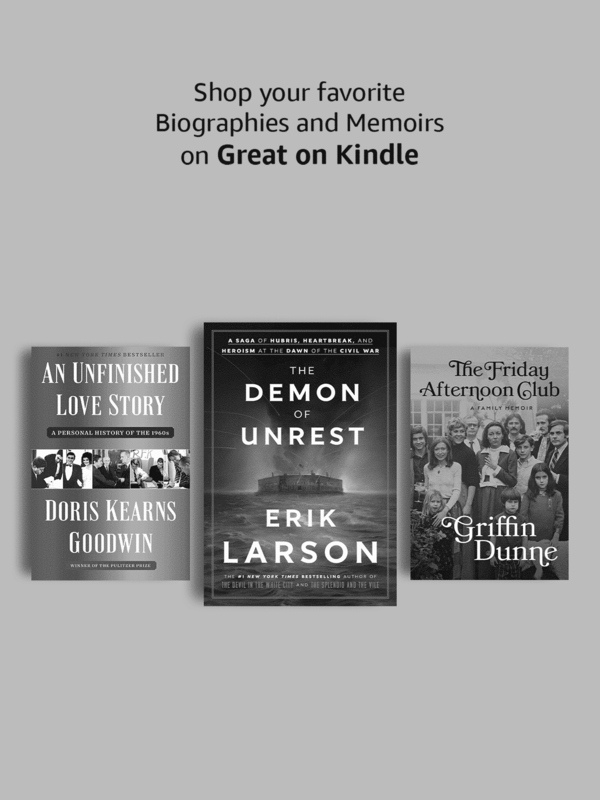 Shop your favorite
Biographies and Memoirs
on Great on Kindle
#1 NEW YORK TIMES BESTSELLER
AN UNFINISHED
LOVE STORY
A PERSONAL HISTORY OF THE 1960s
DORIS KEARNS
GOODWIN
WINNER OF THE PULITZER PRIZE
A SAGA OF HUBRIS, HEARTBREAK, AND
HEROISM AT THE DAWN OF THE CIVIL WAR
THE
DEMON
OF
UNREST
ERIK
LARSON
THE #1 NEW YORK TIMES BESTSELLING AUTHOR OF
THE DEVIL IN THE WHITE CITY AND THE SPLENDID AND THE VILE
The Friday
Afternoon Club
A FAMILY MEMOIR
Griffin
Dunne